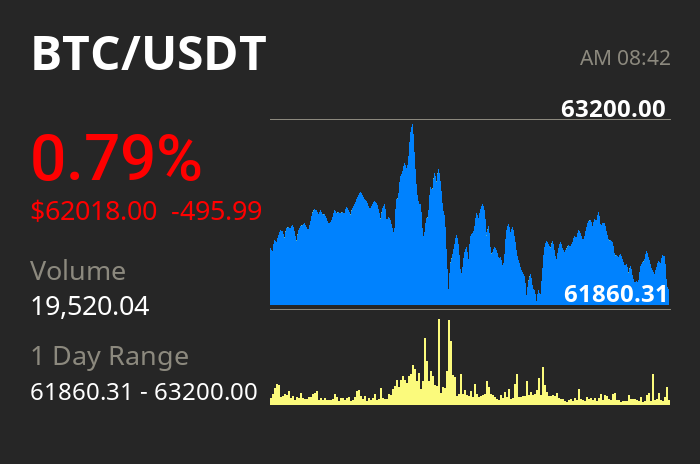 BTC/USDT
AM 08:42
63200.00
0.79%
$62018.00 -495.99
Volume
19,520.04
61860.31
1 Day Range
61860.31 - 63200.00